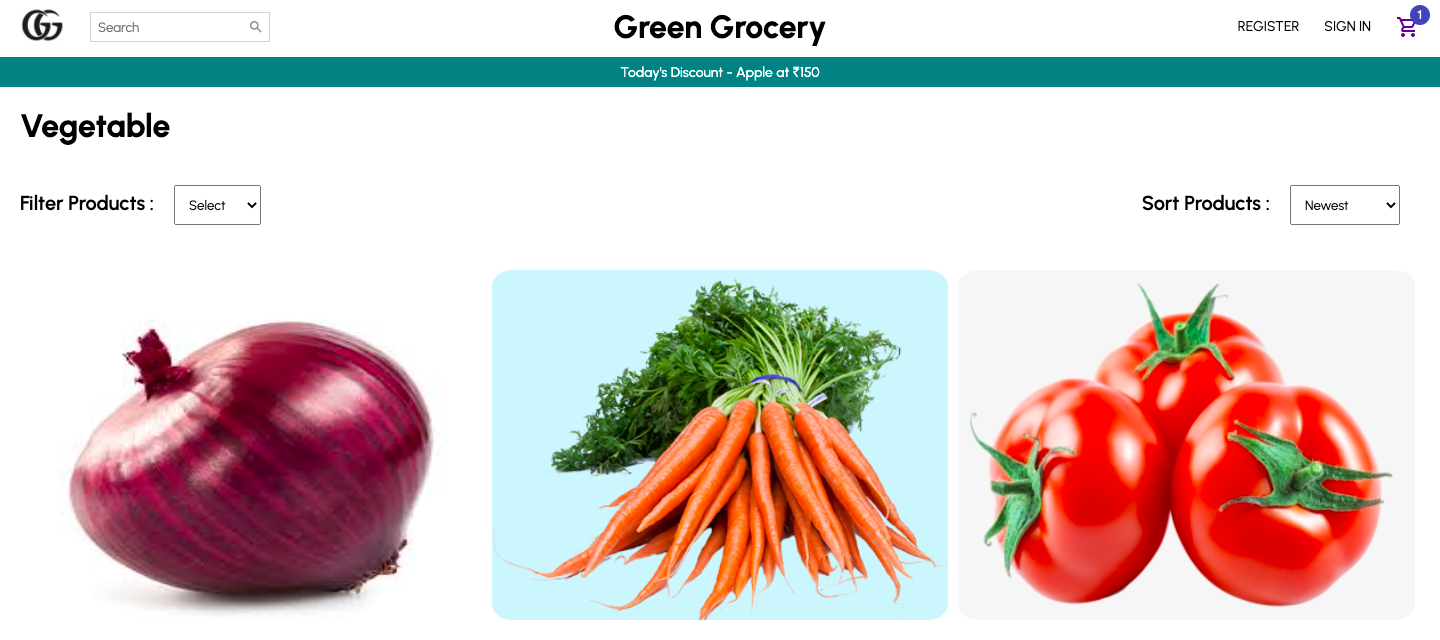 GG
Search
Green Grocery
REGISTER
SIGN IN
1
Today's Discount - Apple at ₹150
Vegetable
Filter Products :
Select
Sort Products :
Newest